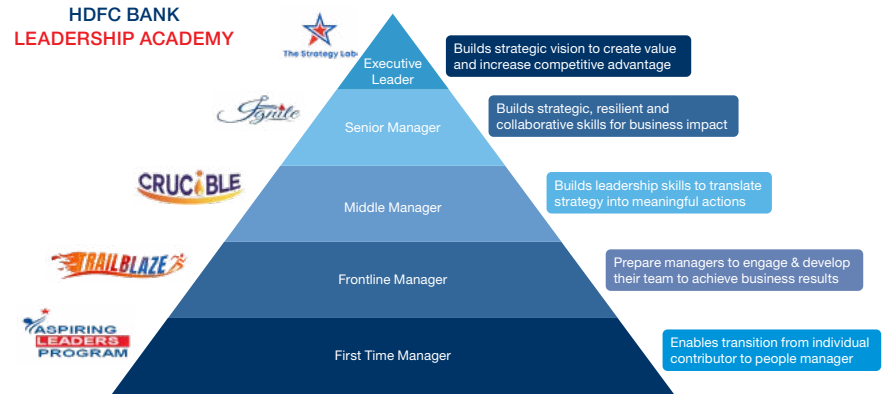 HDFC BANK
LEADERSHIP ACADEMY
The Strategy Lab
Executive
Leader
Builds strategic vision to create value
and increase competitive advantage
Ignite
Senior Manager
Builds strategic, resilient and
collaborative skills for business impact
CRUCIBLE
Middle Manager
Builds leadership skills to translate
strategy into meaningful actions
TRAILBLAZE
Frontline Manager
Prepare managers to engage & develop
their team to achieve business results
ASPIRING
LEADERS
PROGRAM
First Time Manager
Enables transition from individual
contributor to people manager